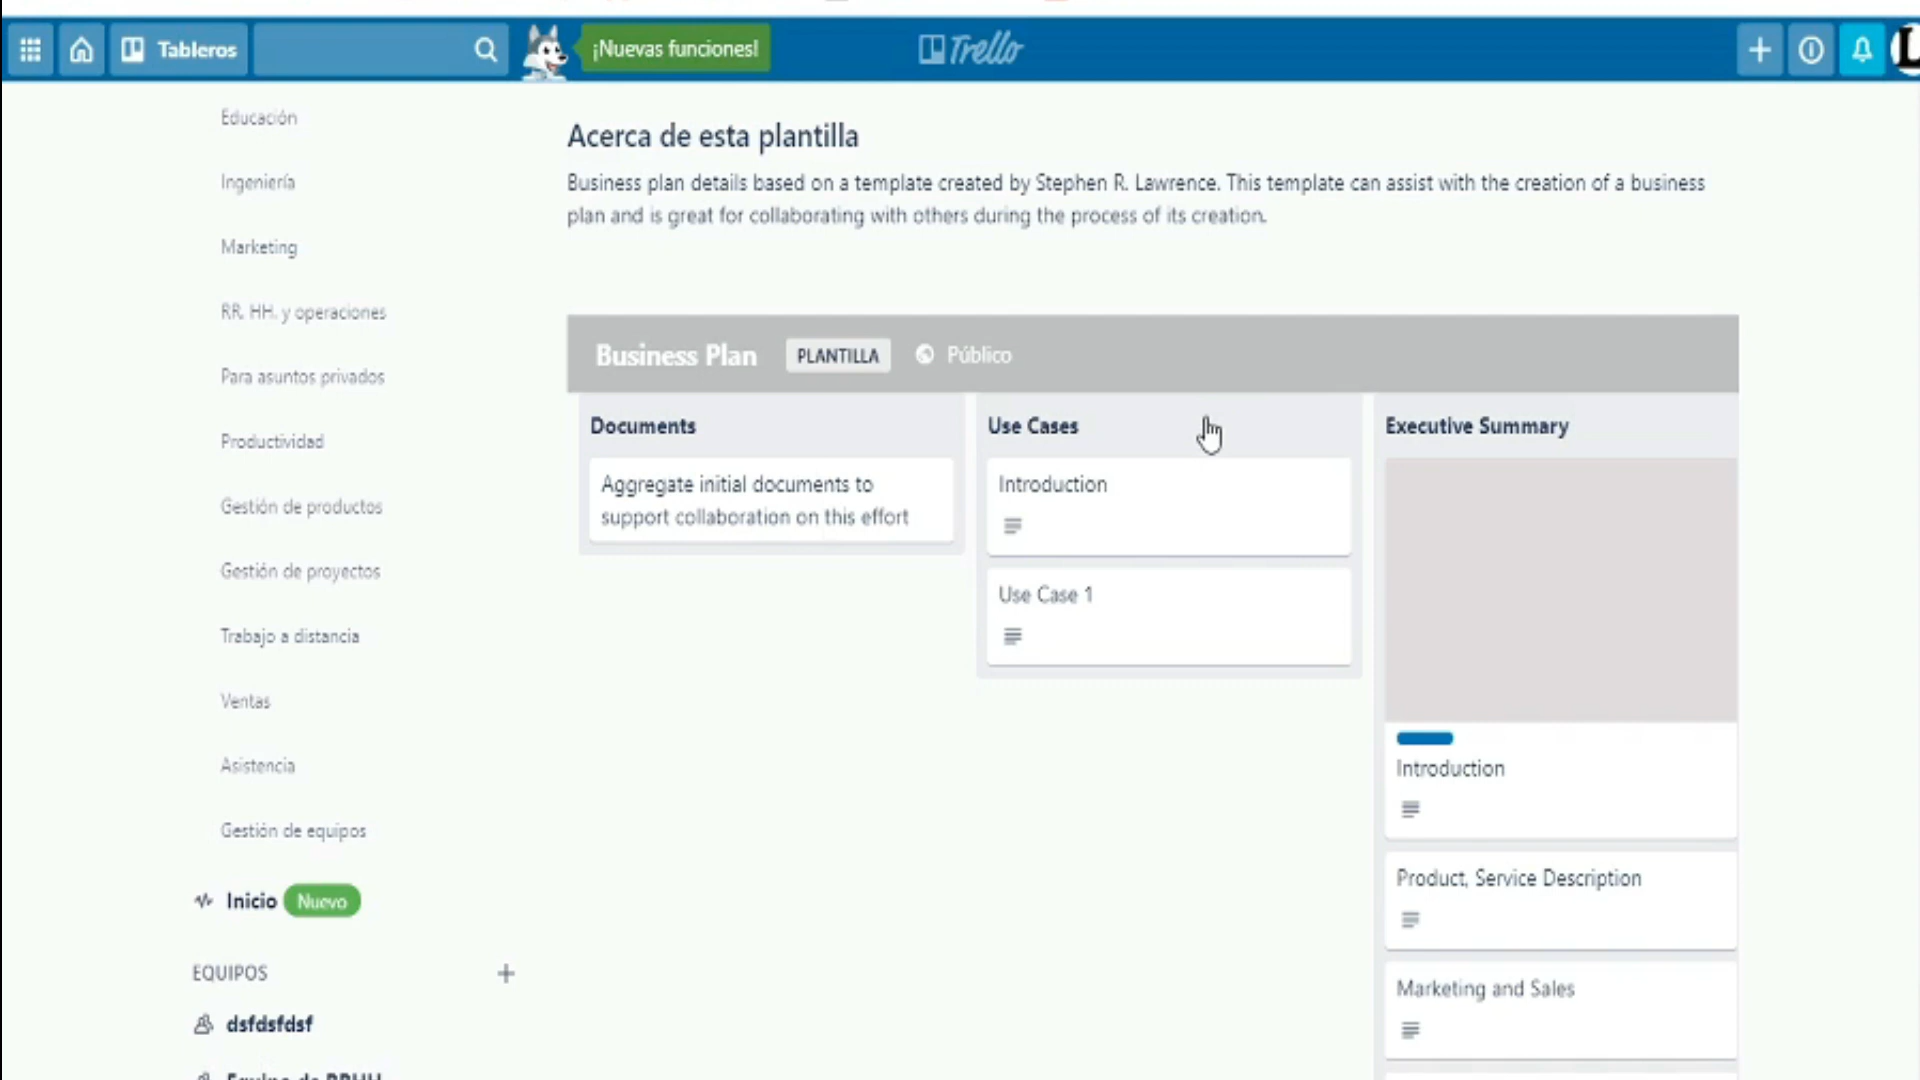 Tableros
¡Nuevas funciones!
Trello
Educación
Ingeniería
Marketing
RR. HH. y operaciones
Para asuntos privados
Productividad
Gestión de productos
Gestión de proyectos
Trabajo a distancia
Ventas
Asistencia
Gestión de equipos
Inicio Nuevo
EQUIPOS
dsfdsfdsf
Equipo de RRHH
Acerca de esta plantilla
Business plan details based on a template created by Stephen R. Lawrence. This template can assist with the creation of a business
plan and is great for collaborating with others during the process of its creation.
Business Plan PLANTILLA Público
Documents
Aggregate initial documents to
support collaboration on this effort
Use Cases
Introduction
Use Case 1
Executive Summary
Introduction
Product, Service Description
Marketing and Sales